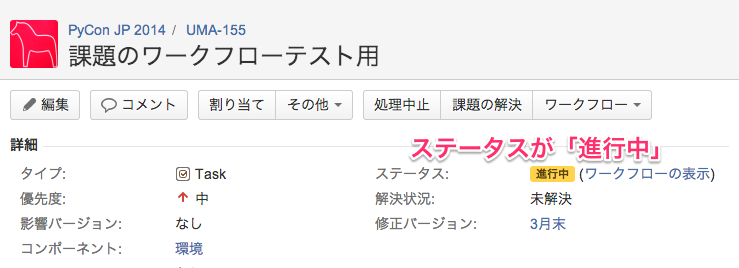 PyCon JP 2014 / UMA-155
課題のワークフローテスト用
編集 コメント 割り当て その他 処理中止 課題の解決 ワークフロー
詳細
ステータスが「進行中」
タイプ: Task ステータス: 進行中 (ワークフローの表示)
優先度: 中 解決状況: 未解決
影響バージョン: なし 修正バージョン: 3月末
コンポーネント: 環境